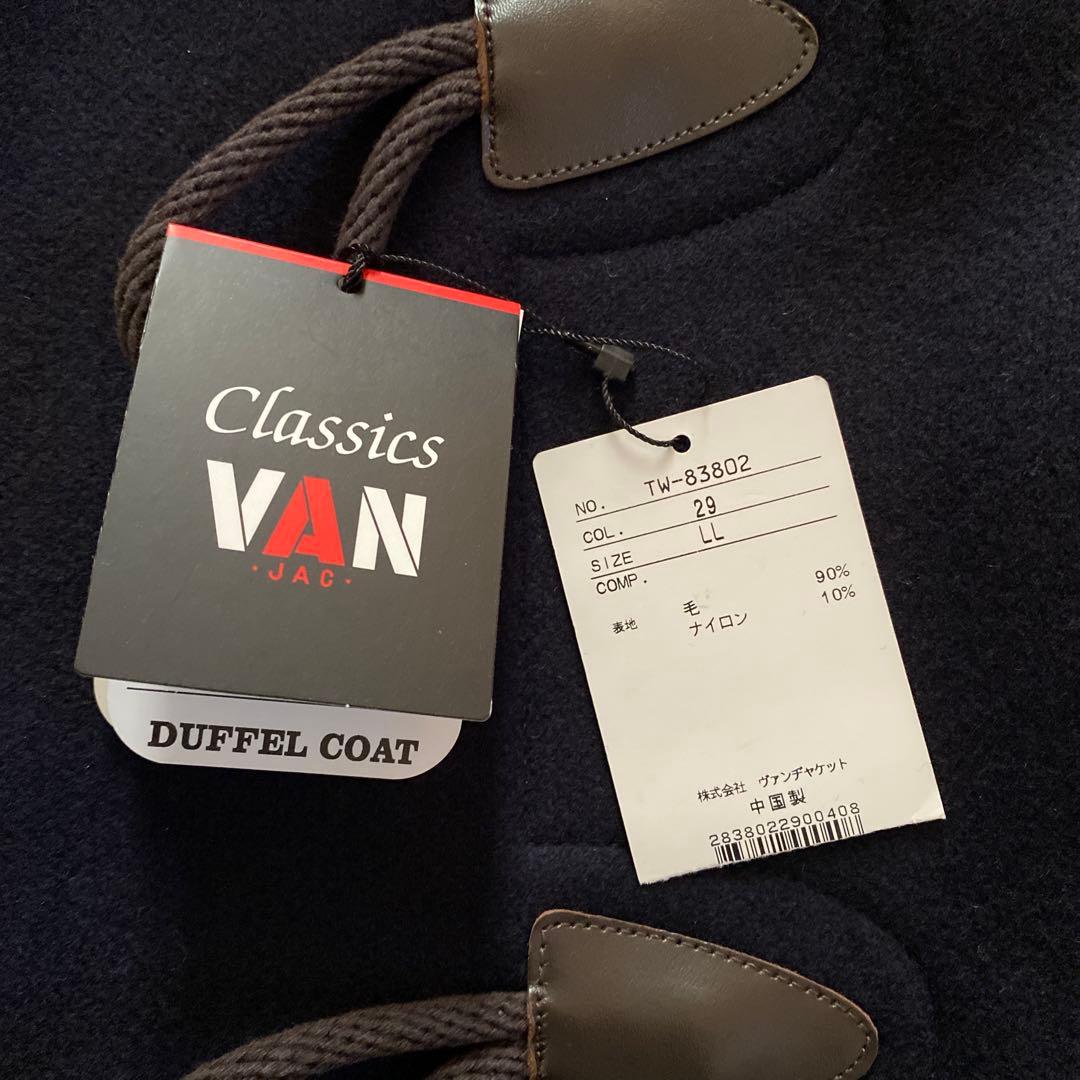 Classics
VAN
・JAC・
DUFFEL COAT
NO. TW-83802
COL. 29
SIZE LL
COMP.
表地 毛 90%
ナイロン 10%
株式会社 ヴァンヂャケット
中国製
2838022900408